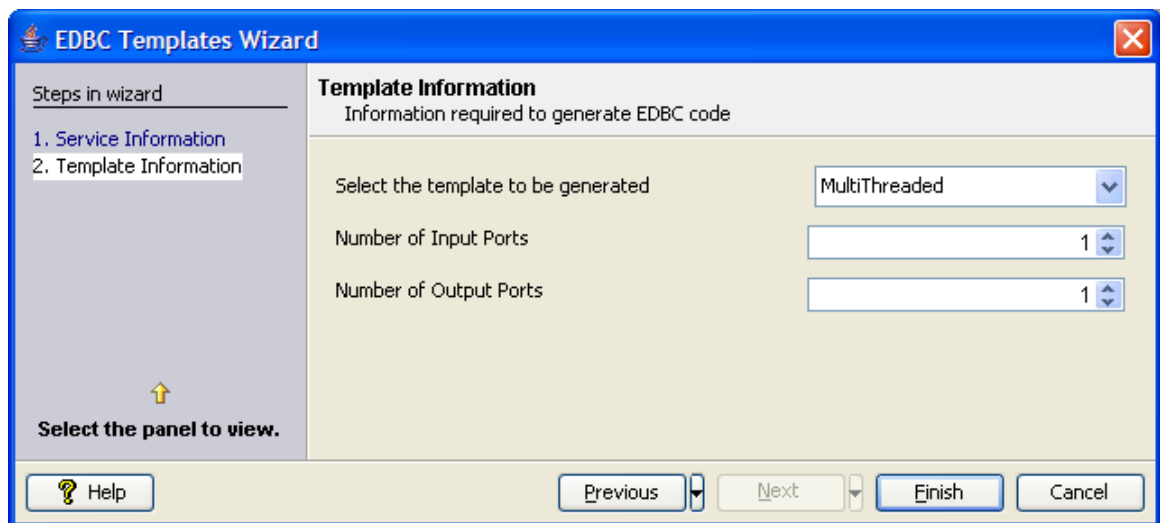 EDBC Templates Wizard
Steps in wizard
1. Service Information
2. Template Information
Select the panel to view.
Template Information
Information required to generate EDBC code
Select the template to be generated MultiThreaded
Number of Input Ports 1
Number of Output Ports 1
Help Previous Next Finish Cancel